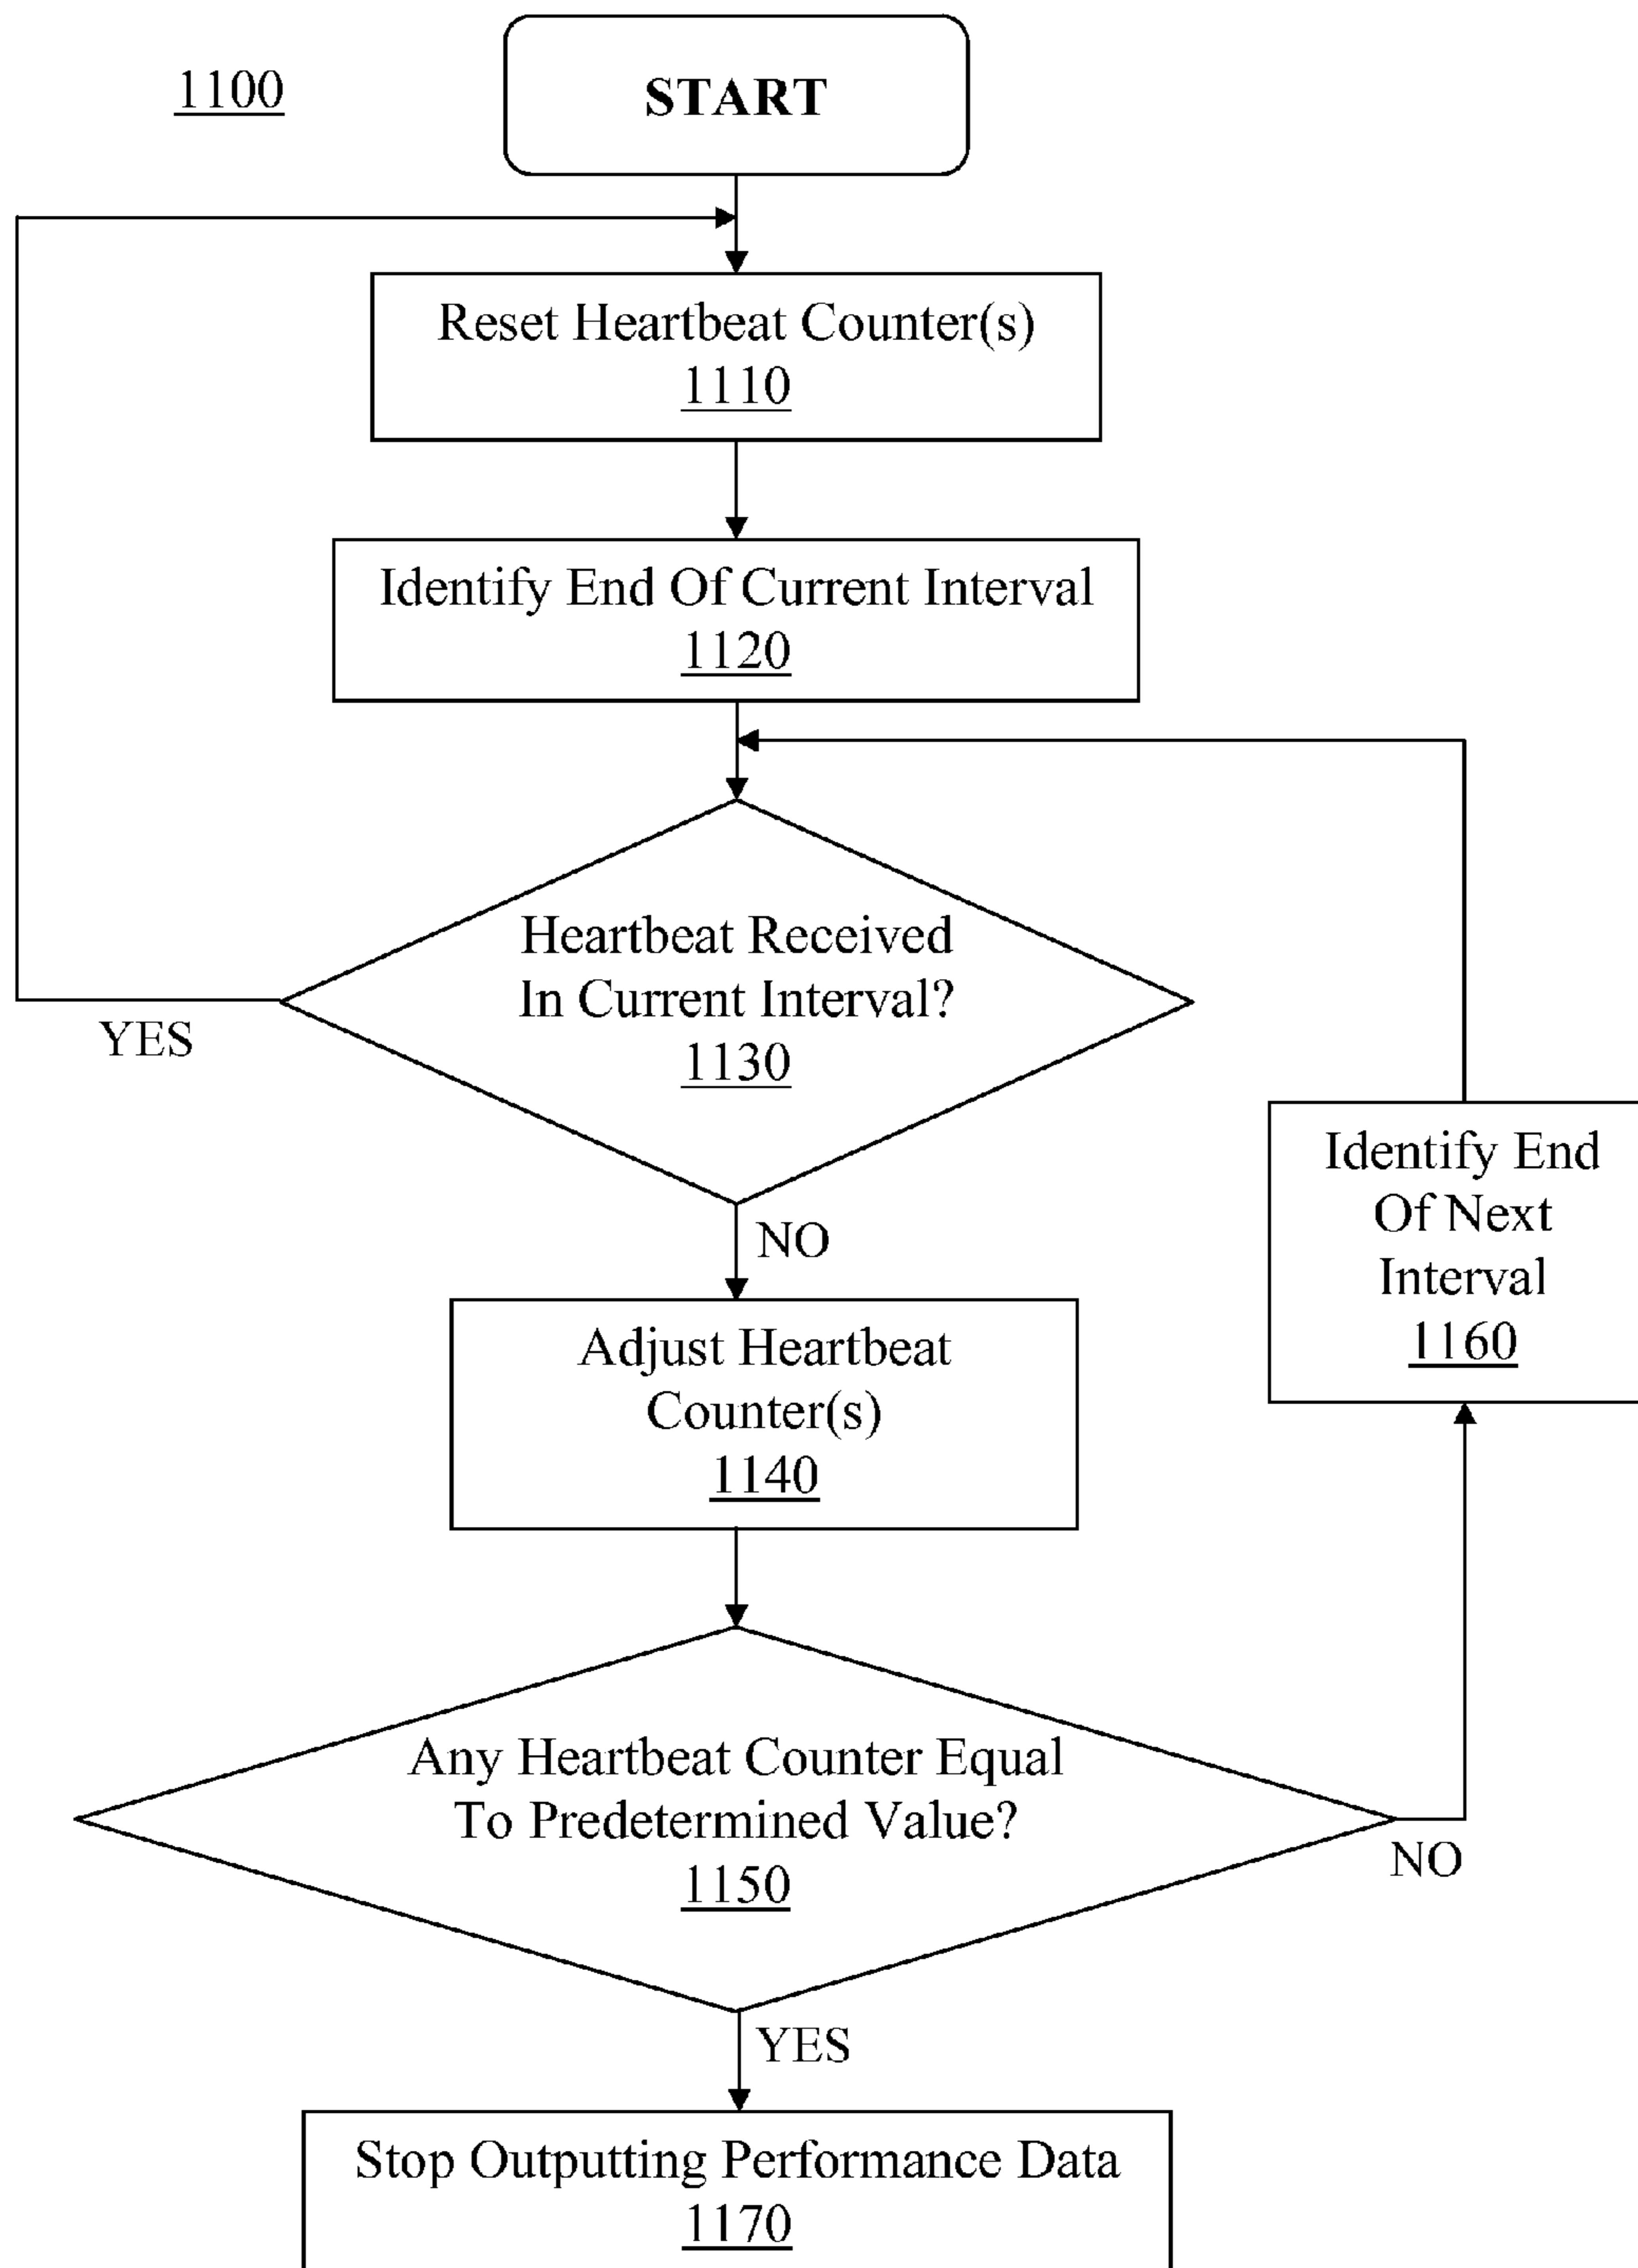 1100
START
Reset Heartbeat Counter(s)
1110
Identify End Of Current Interval
1120
Heartbeat Received
In Current Interval?
1130
YES
NO
Identify End
Of Next
Interval
1160
Adjust Heartbeat
Counter(s)
1140
Any Heartbeat Counter Equal
To Predetermined Value?
1150
NO
YES
Stop Outputting Performance Data
1170